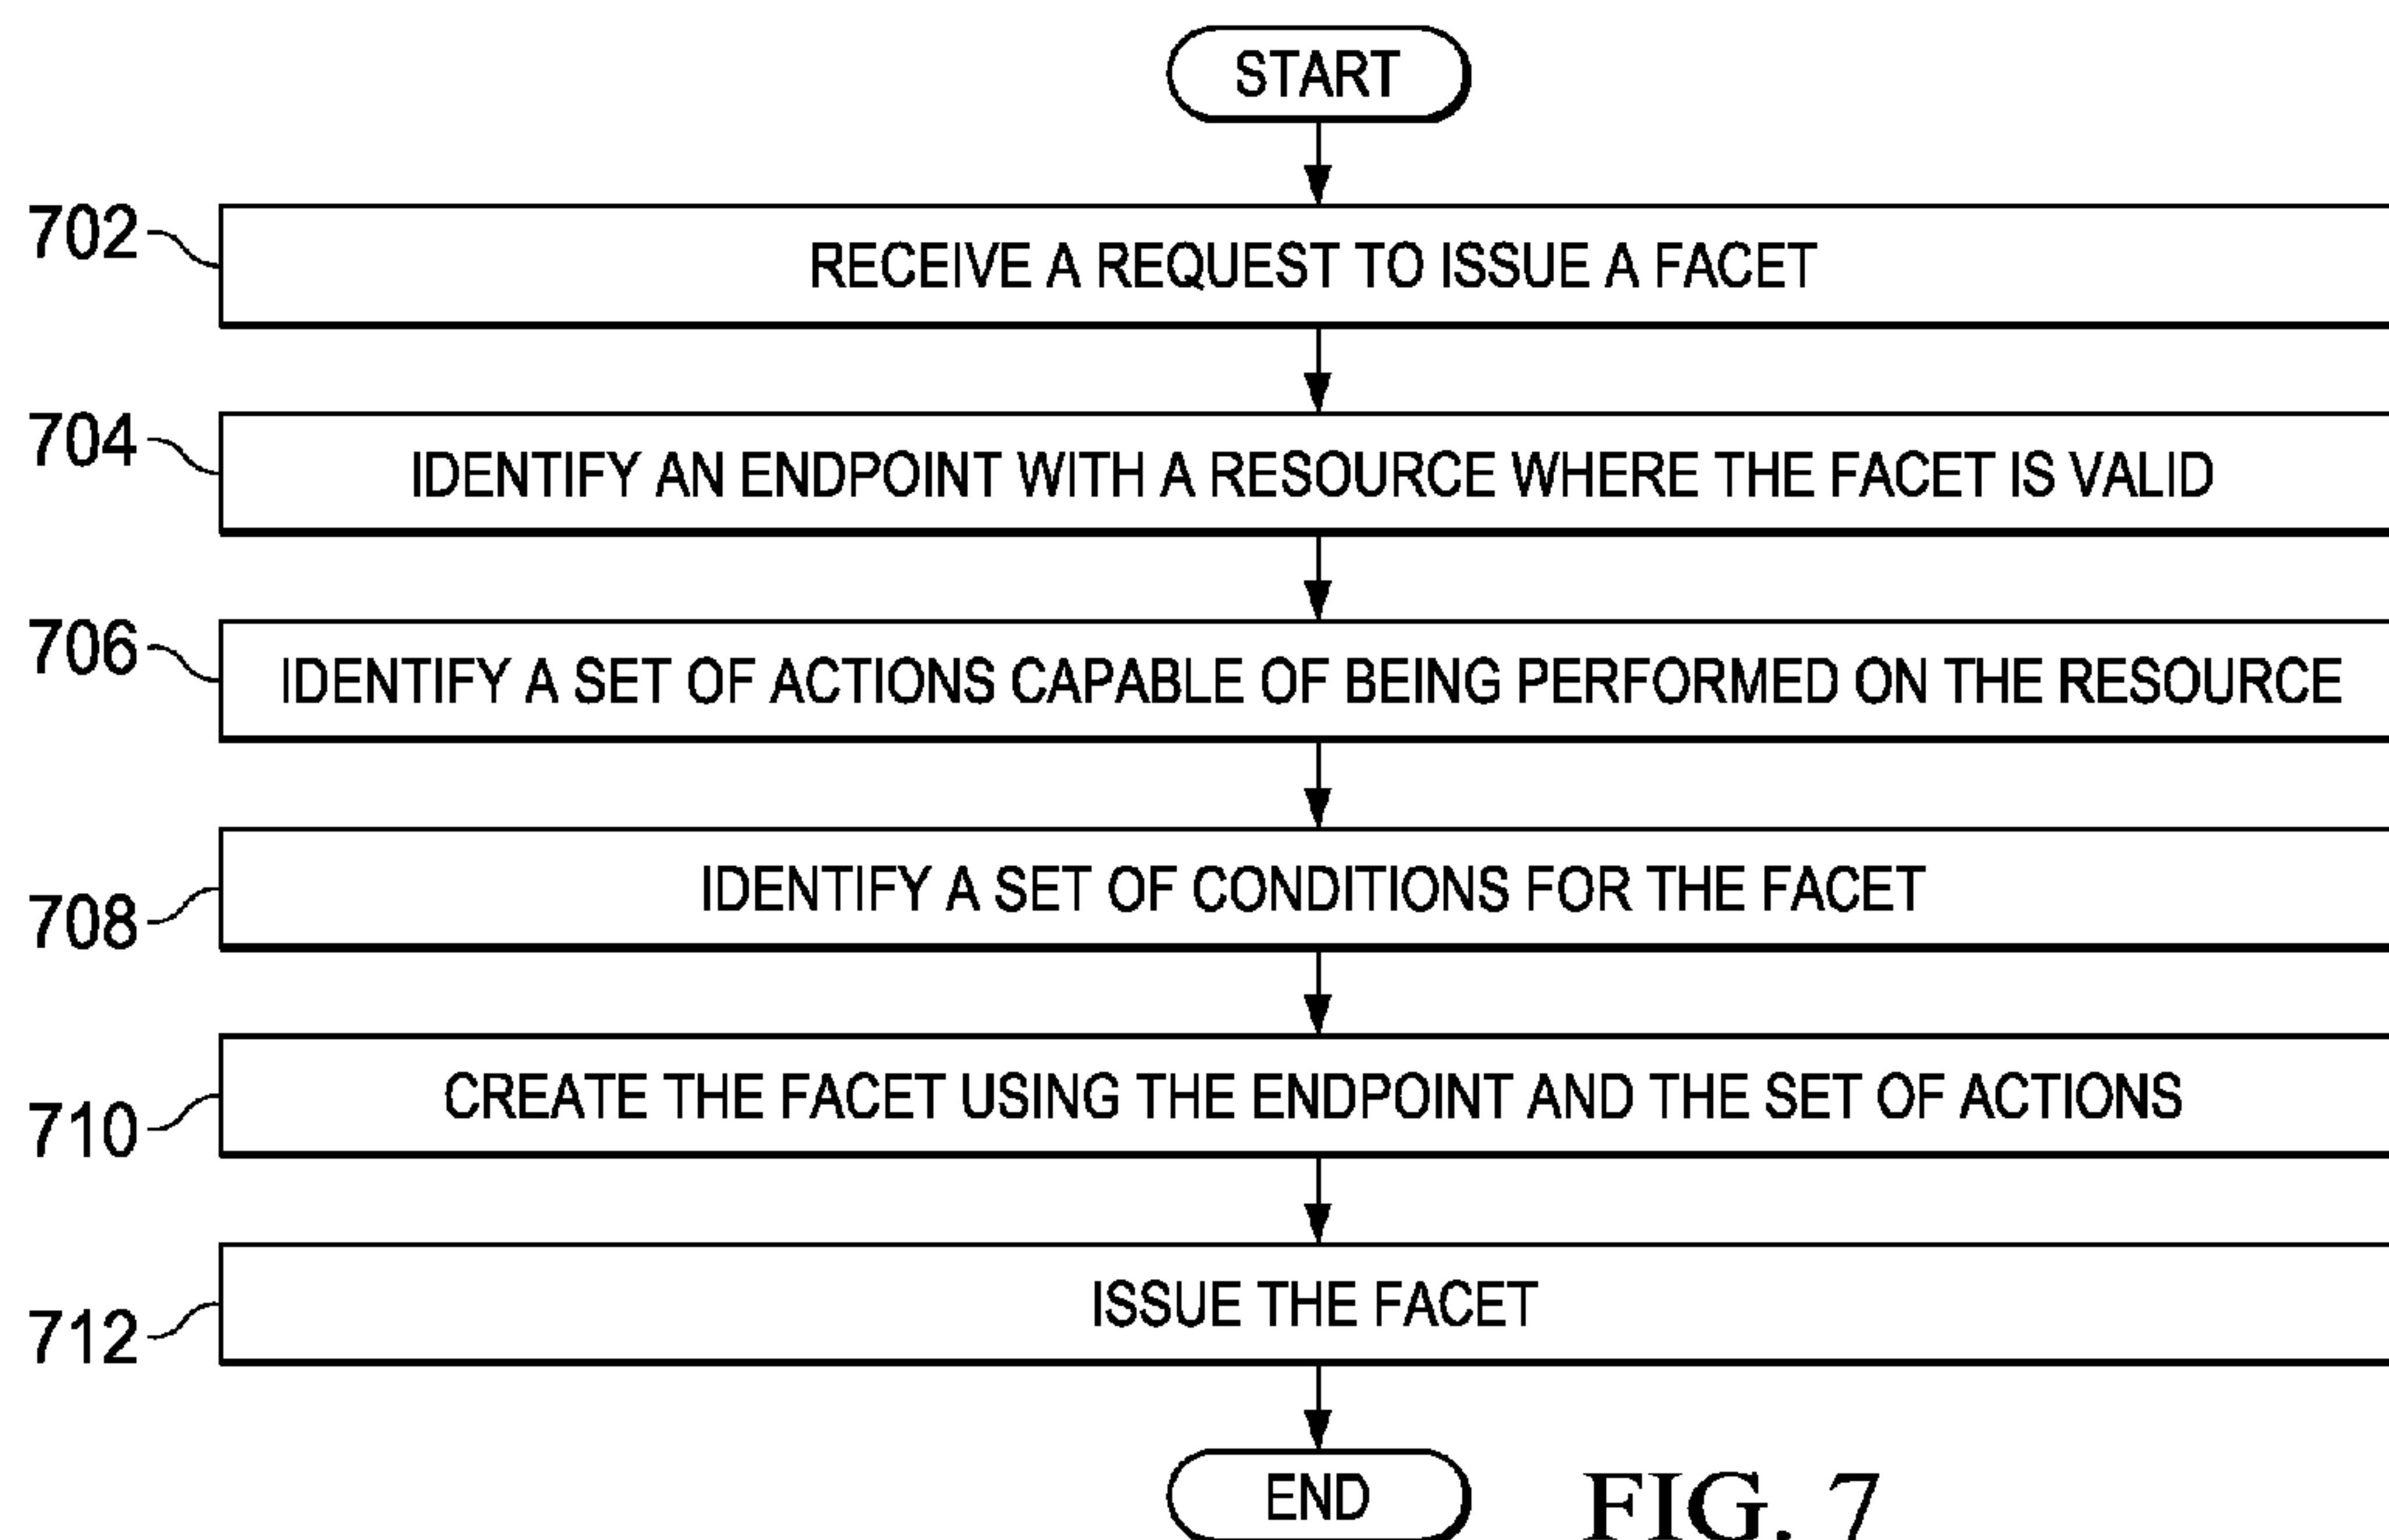 START
702
RECEIVE A REQUEST TO ISSUE A FACET
704
IDENTIFY AN ENDPOINT WITH A RESOURCE WHERE THE FACET IS VALID
706
IDENTIFY A SET OF ACTIONS CAPABLE OF BEING PERFORMED ON THE RESOURCE
708
IDENTIFY A SET OF CONDITIONS FOR THE FACET
710
CREATE THE FACET USING THE ENDPOINT AND THE SET OF ACTIONS
712
ISSUE THE FACET
END
FIG. 7